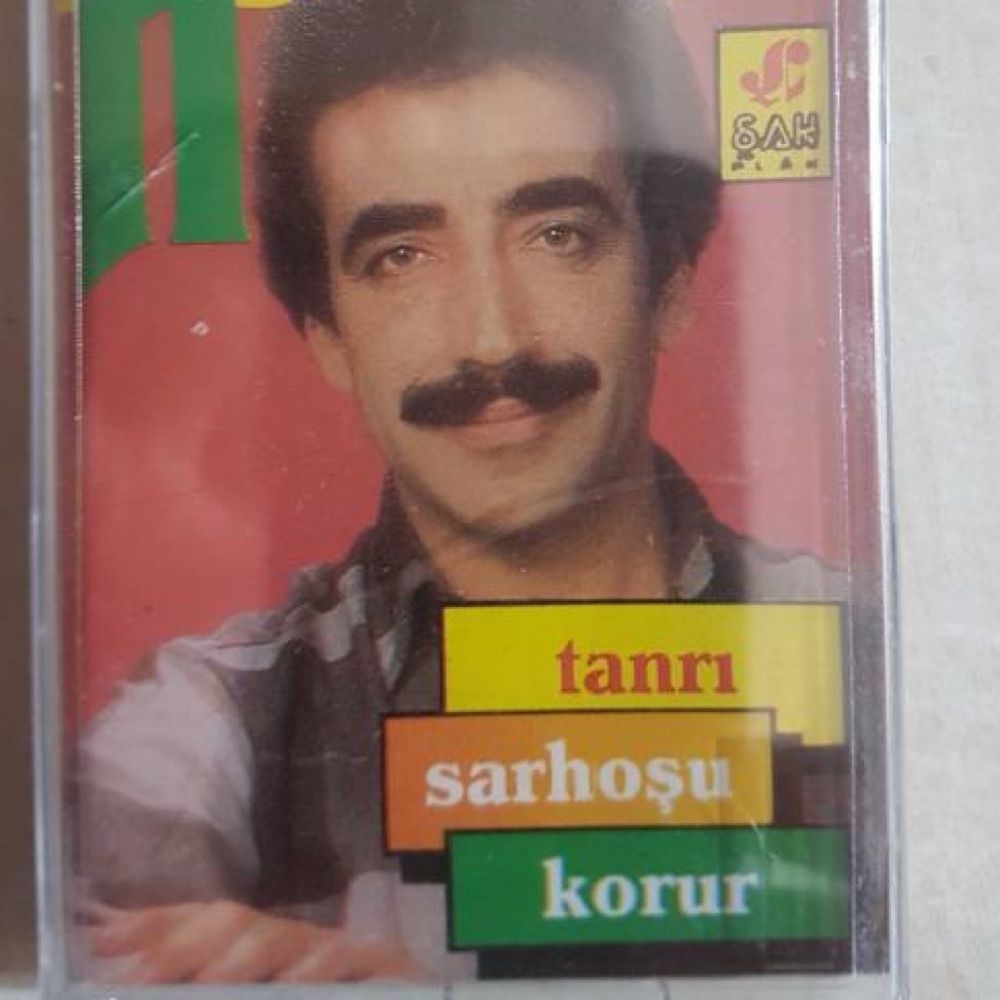 ŞAH
PLAK
tanrı
sarhoşu
korur